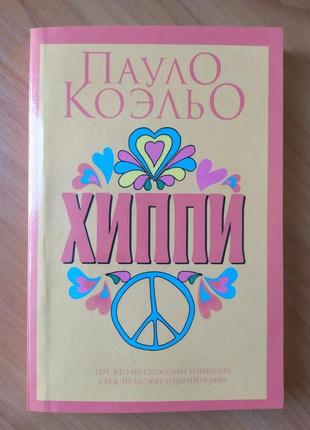 ПАУЛО
КОЭЛЬО
ХИППИ
ТОТ, КТО НЕ СПОСОБЕН ИЗМЕНИТЬ
СЕБЯ, НЕ МОЖЕТ ИЗМЕНИТЬ МИР